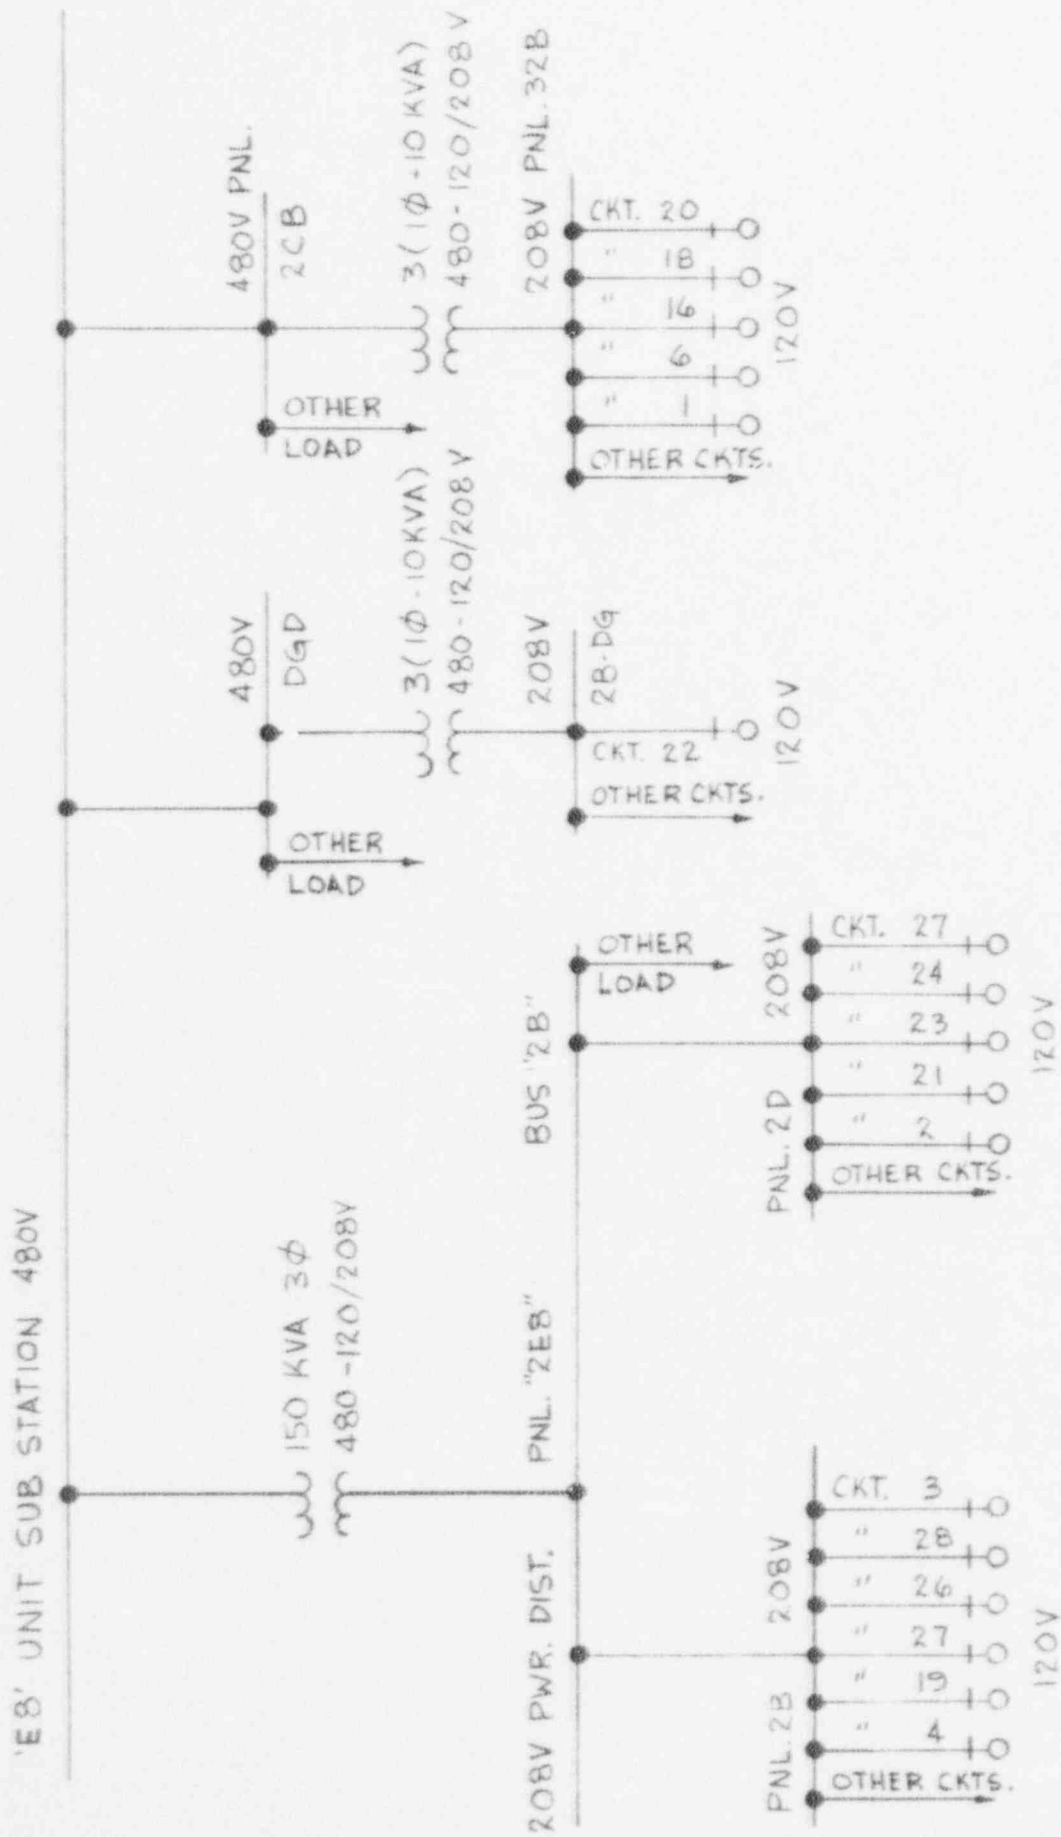 'E8' UNIT SUB STATION 480V
150 KVA 3Φ
480-120/208V
208V PWR. DIST.
PNL. "2E8"
BUS "2B"
OTHER
LOAD
PNL. 2B
208V
OTHER CKTS.
" 4
" 19
" 27
" 26
" 28
CKT. 3
120V
PNL. 2D
208V
OTHER CKTS.
" 2
" 21
" 23
" 24
CKT. 27
120V
480V
DGD
OTHER
LOAD
3(1Φ-10KVA)
480-120/208V
208V
2B-DG
OTHER CKTS.
CKT. 22
120V
480V PNL.
2CB
OTHER
LOAD
3(1Φ-10 KVA)
480-120/208V
208V PNL. 32B
OTHER CKTS.
" 1
" 6
" 16
" 18
CKT. 20
120V